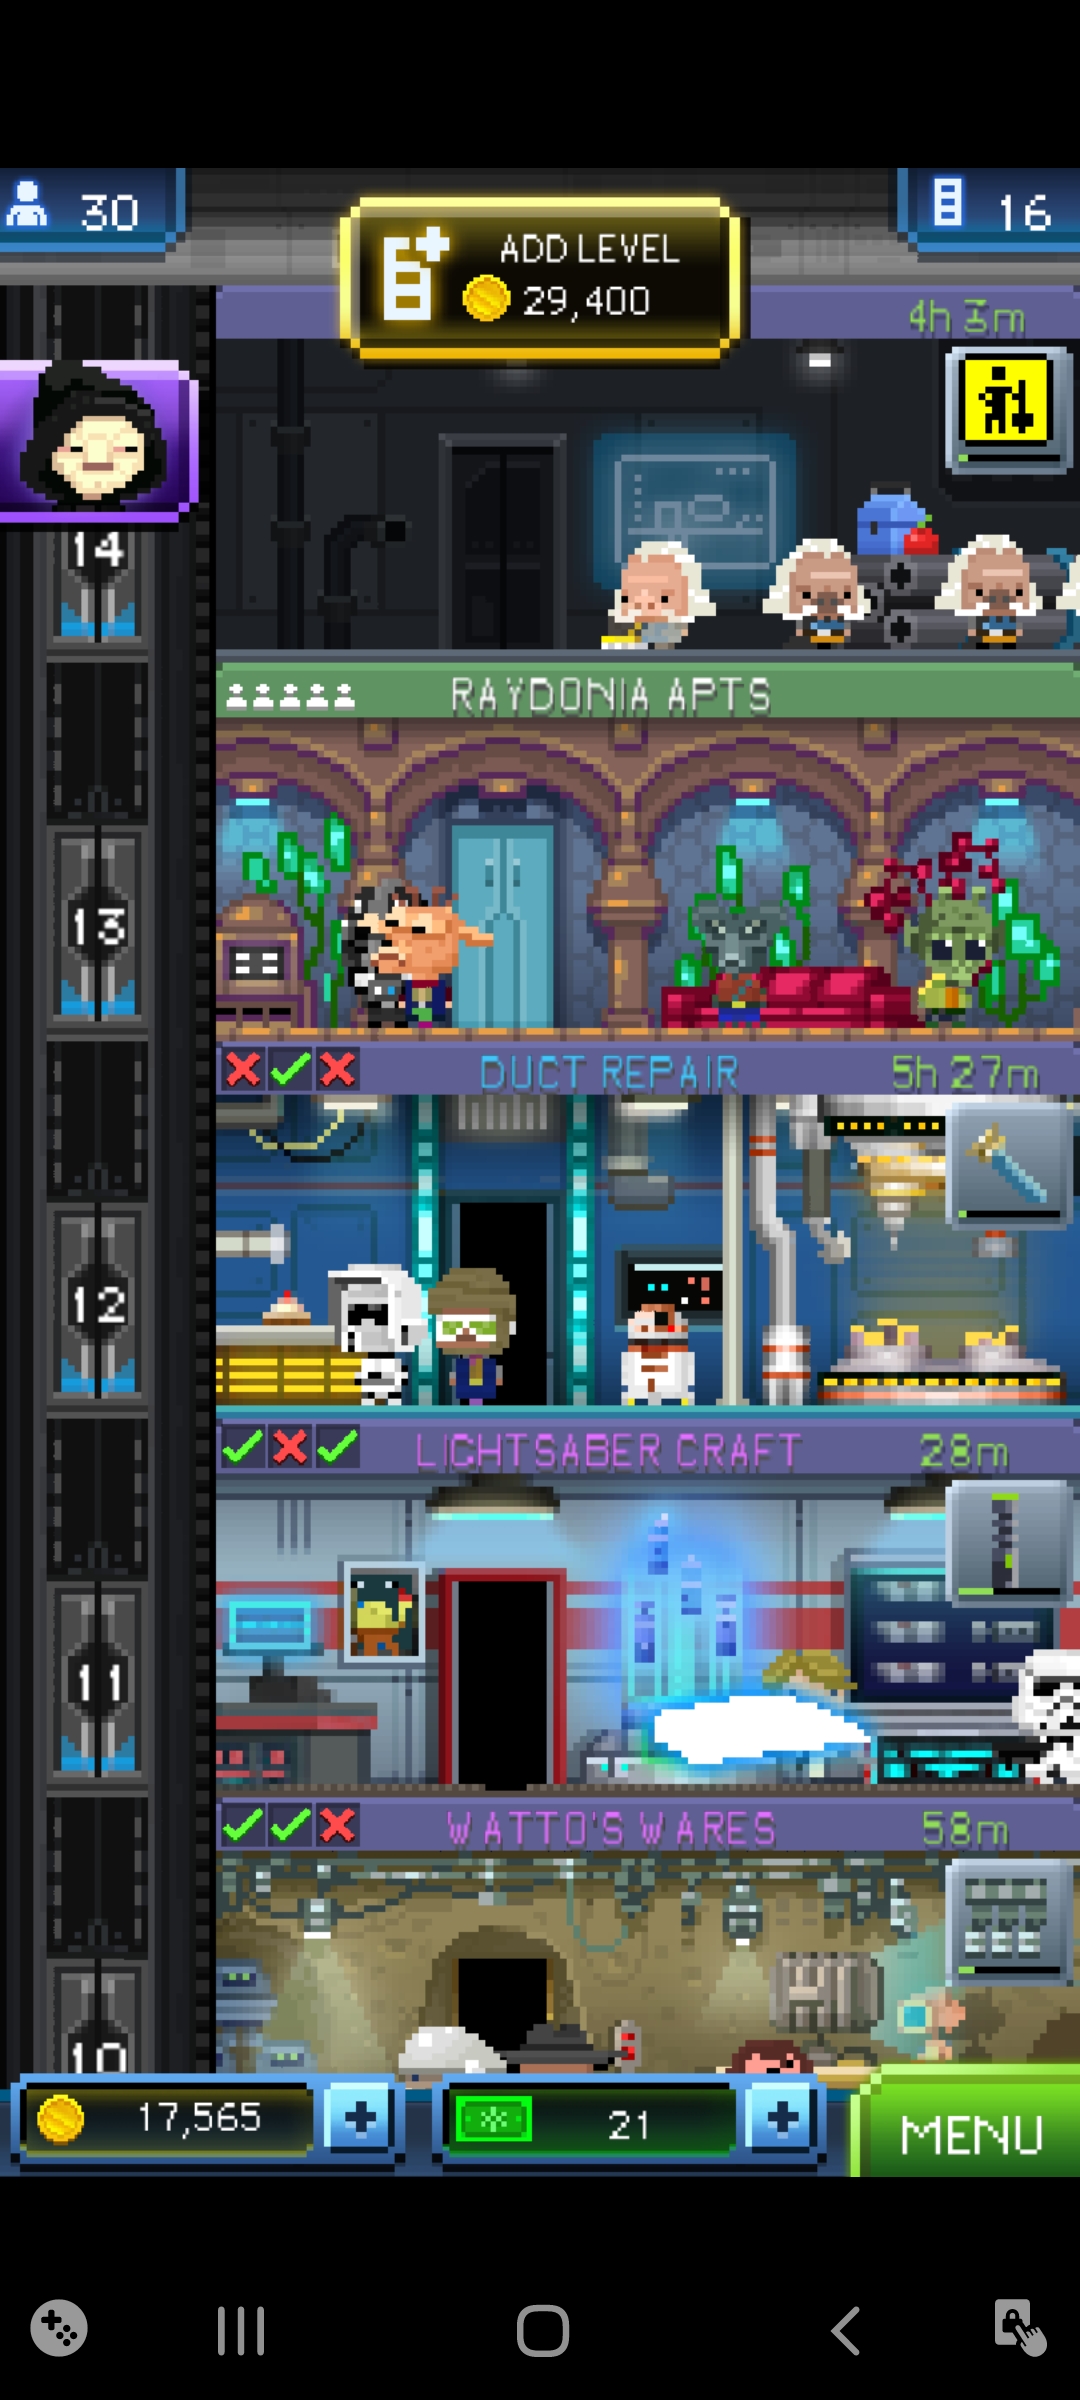 30
ADD LEVEL
29,400
16
4h 3m
14
RAYDONIA APTS
13
DUCT REPAIR
5h 27m
12
LIGHTSABER CRAFT
28m
11
WATTO'S WARES
58m
10
17,565
21
MENU